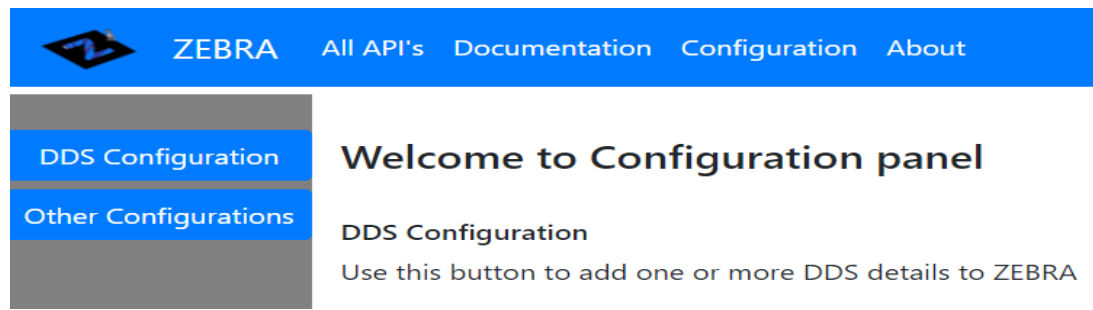 ZEBRA All API's Documentation Configuration About
DDS Configuration
Other Configurations
Welcome to Configuration panel
DDS Configuration
Use this button to add one or more DDS details to ZEBRA